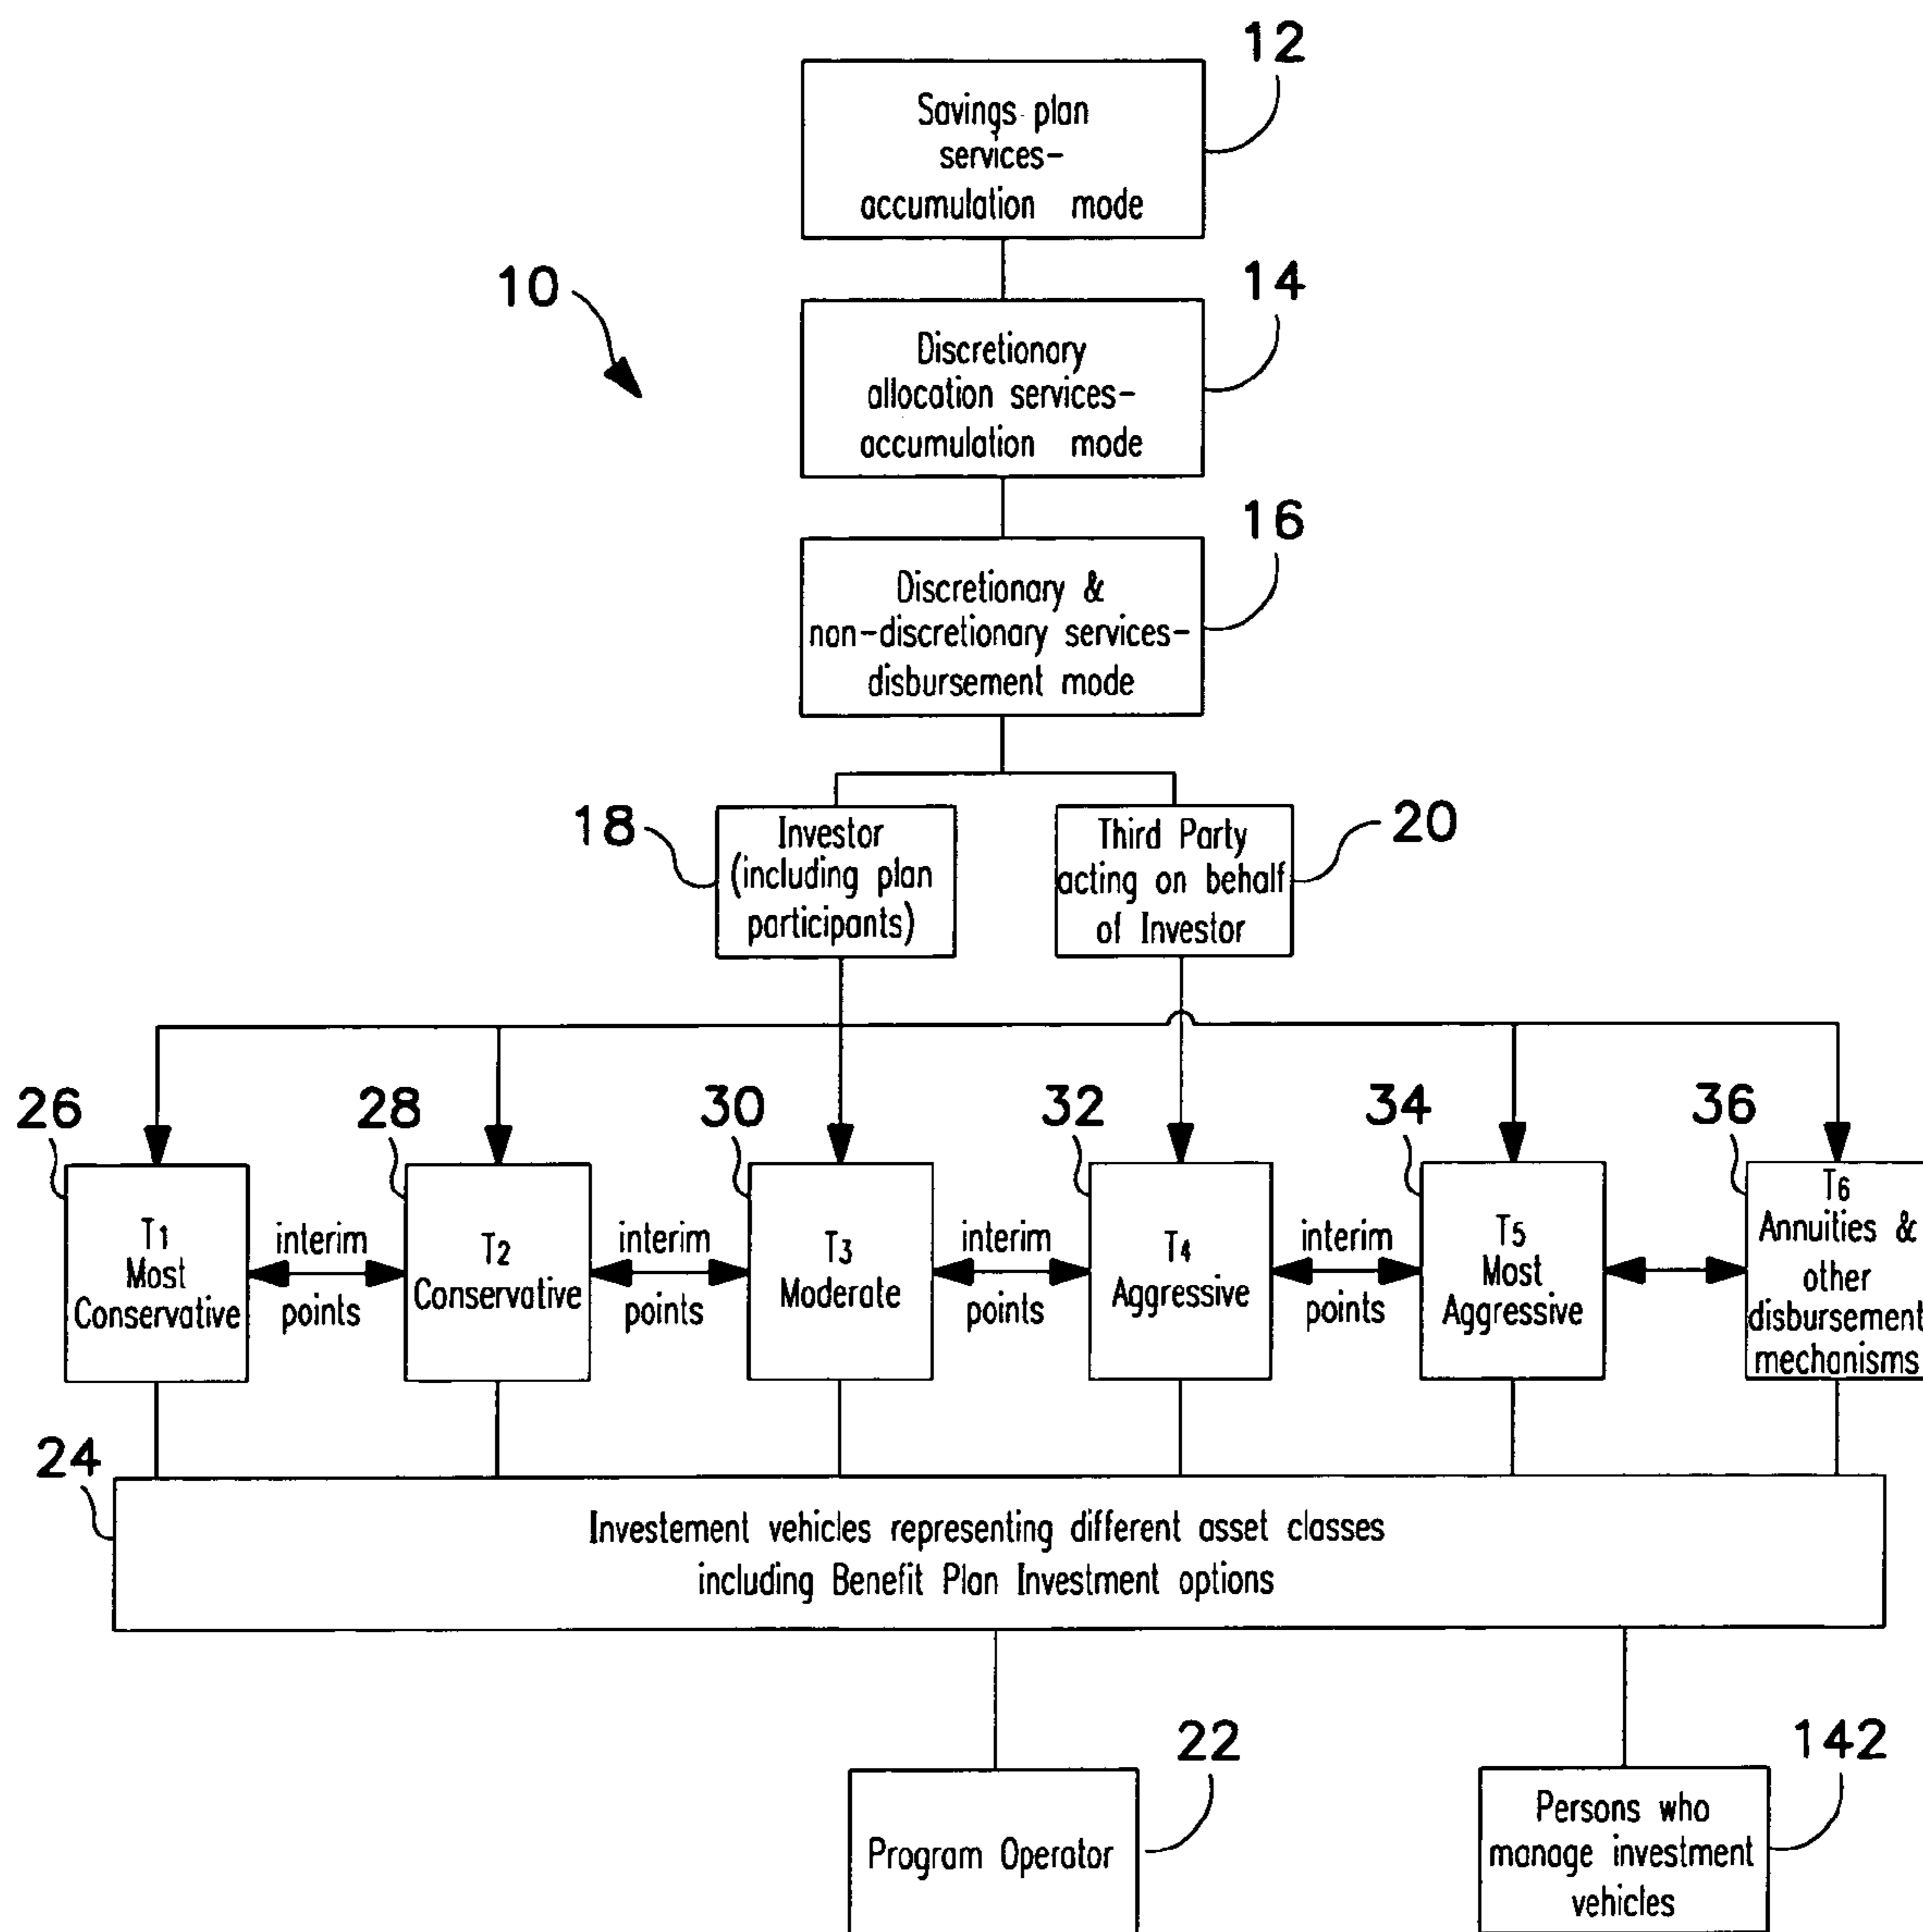 12
Savings plan
services-
accumulation mode
10
14
Discretionary
allocation services-
accumulation mode
16
Discretionary &
non-discretionary services-
disbursement mode
18
Investor
(including plan
participants)
20
Third Party
acting on behalf
of Investor
26
T1
Most
Conservative
interim
points
28
T2
Conservative
interim
points
30
T3
Moderate
interim
points
32
T4
Aggressive
interim
points
34
T5
Most
Aggressive
36
T6
Annuities &
other
disbursement
mechanisms
24
Investement vehicles representing different asset classes
including Benefit Plan Investment options
22
Program Operator
142
Persons who
manage investment
vehicles